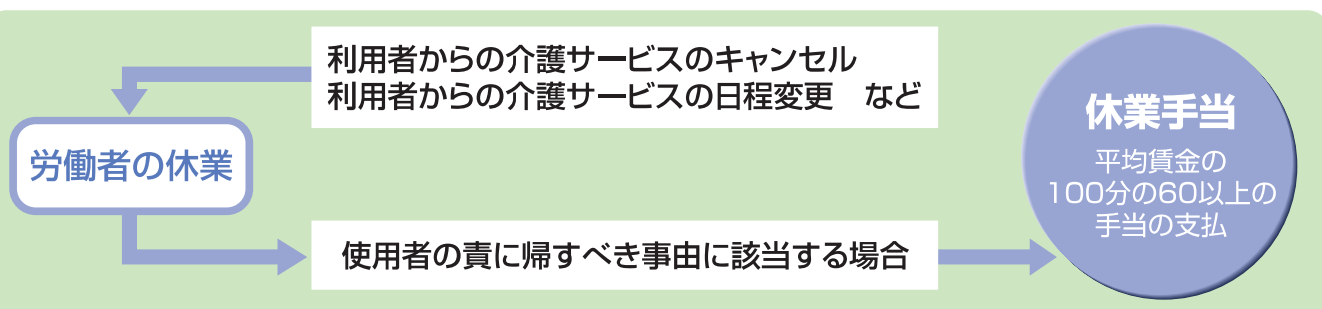 利用者からの介護サービスのキャンセル
利用者からの介護サービスの日程変更　など
労働者の休業
使用者の責に帰すべき事由に該当する場合
休業手当
平均賃金の
100分の60以上の
手当の支払